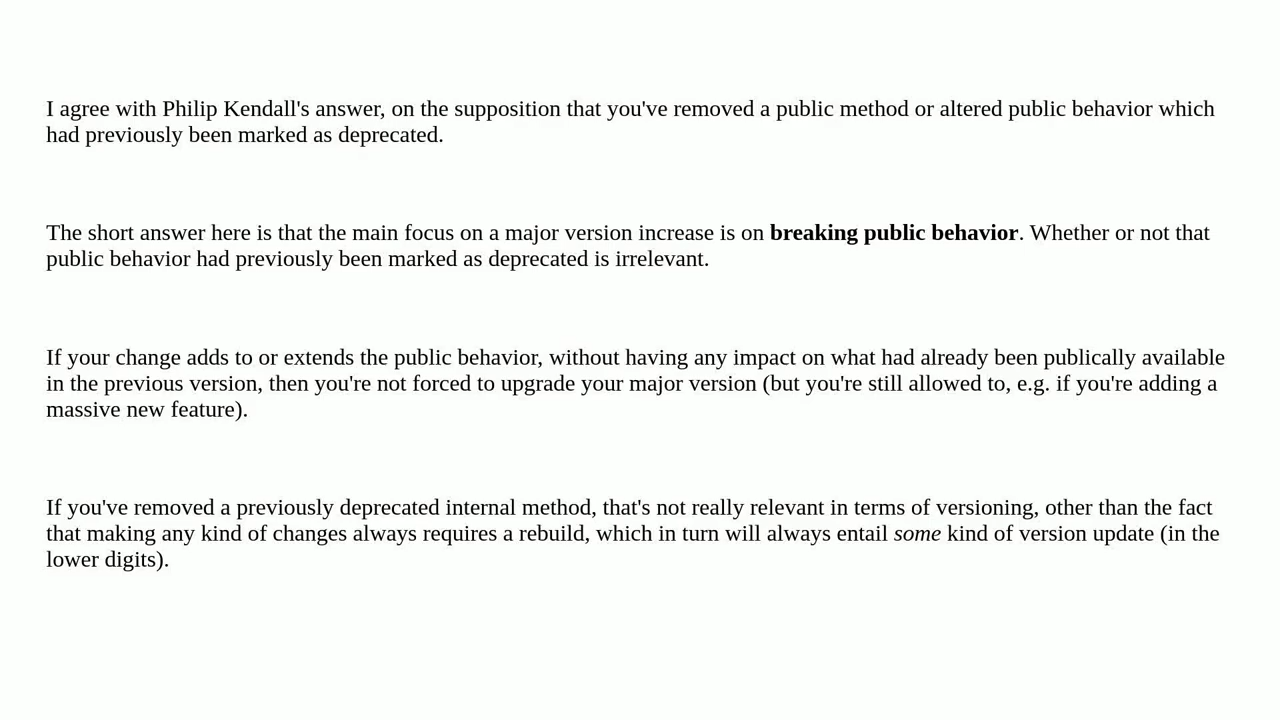 I agree with Philip Kendall's answer, on the supposition that you've removed a public method or altered public behavior which
had previously been marked as deprecated.
The short answer here is that the main focus on a major version increase is on breaking public behavior. Whether or not that
public behavior had previously been marked as deprecated is irrelevant.
If your change adds to or extends the public behavior, without having any impact on what had already been publically available
in the previous version, then you're not forced to upgrade your major version (but you're still allowed to, e.g. if you're adding a
massive new feature).
If you've removed a previously deprecated internal method, that's not really relevant in terms of versioning, other than the fact
that making any kind of changes always requires a rebuild, which in turn will always entail some kind of version update (in the
lower digits).